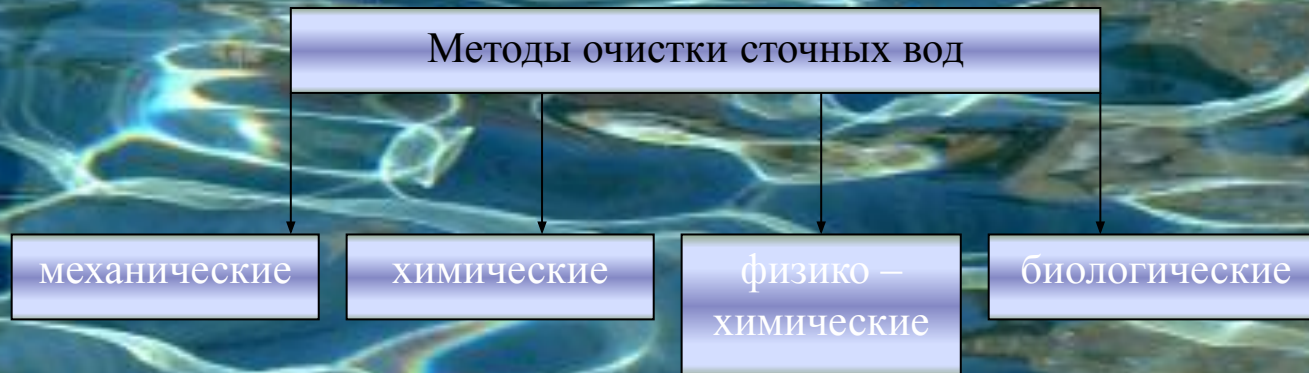 Методы очистки сточных вод
механические
химические
физико –
химические
биологические